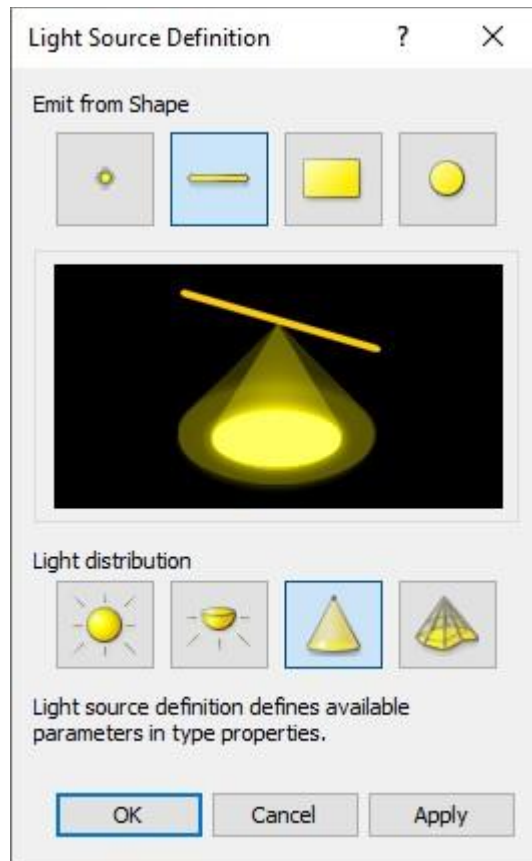 Light Source Definition ? ✕
Emit from Shape
Light distribution
Light source definition defines available
parameters in type properties.
OK Cancel Apply